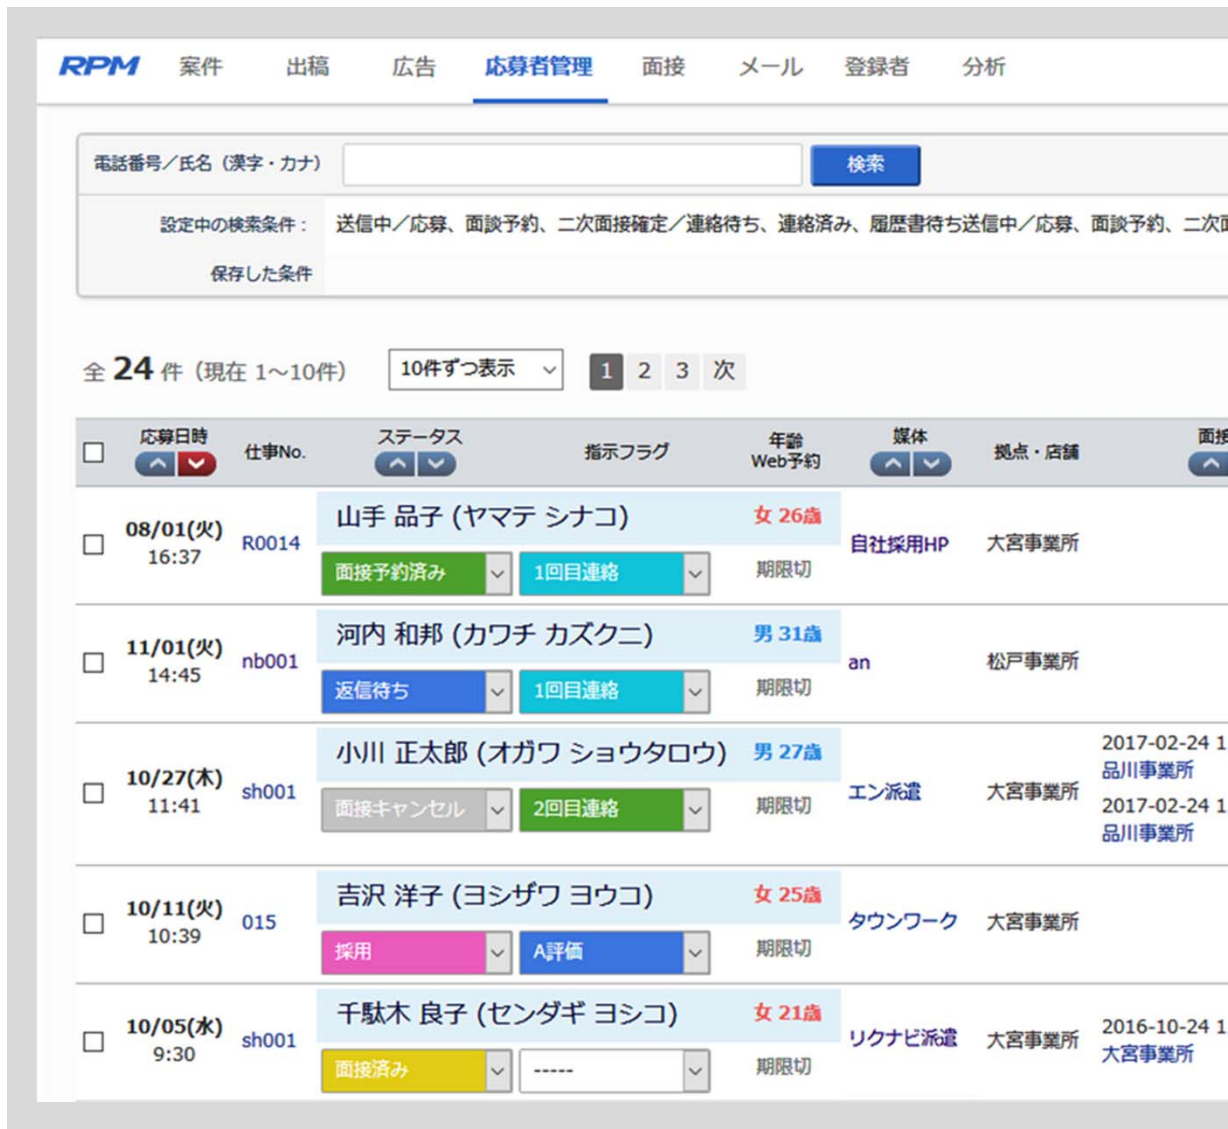 RPM 案件 出稿 広告 応募者管理 面接 メール 登録者 分析
電話番号／氏名（漢字・カナ） 検索
設定中の検索条件： 送信中／応募、面談予約、二次面接確定／連絡待ち、連絡済み、履歴書待ち送信中／応募、面談予約、二次面
保存した条件
全 24 件（現在 1～10件） 10件ずつ表示 1 2 3 次
応募日時 仕事No. ステータス 指示フラグ 年齢 Web予約 媒体 拠点・店舗 面接
山手 品子 (ヤマテ シナコ) 女 26歳
08/01(火) 16:37 R0014 自社採用HP 大宮事業所
面接予約済み 1回目連絡 期限切
河内 和邦 (カワチ カズクニ) 男 31歳
11/01(火) 14:45 nb001 an 松戸事業所
返信待ち 1回目連絡 期限切
小川 正太郎 (オガワ ショウタロウ) 男 27歳 2017-02-24 1
品川事業所
10/27(木) 11:41 sh001 エン派遣 大宮事業所
面接キャンセル 2回目連絡 期限切 2017-02-24 1
品川事業所
吉沢 洋子 (ヨシザワ ヨウコ) 女 25歳
10/11(火) 10:39 015 タウンワーク 大宮事業所
採用 A評価 期限切
千駄木 良子 (センダギ ヨシコ) 女 21歳
10/05(水) 9:30 sh001 リクナビ派遣 大宮事業所 2016-10-24 1
大宮事業所
面接済み ----- 期限切